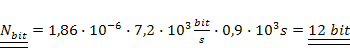 N_bit = 1,86 · 10^-6 · 7,2 · 10^3 bit/s · 0,9 · 10^3 s = 12 bit